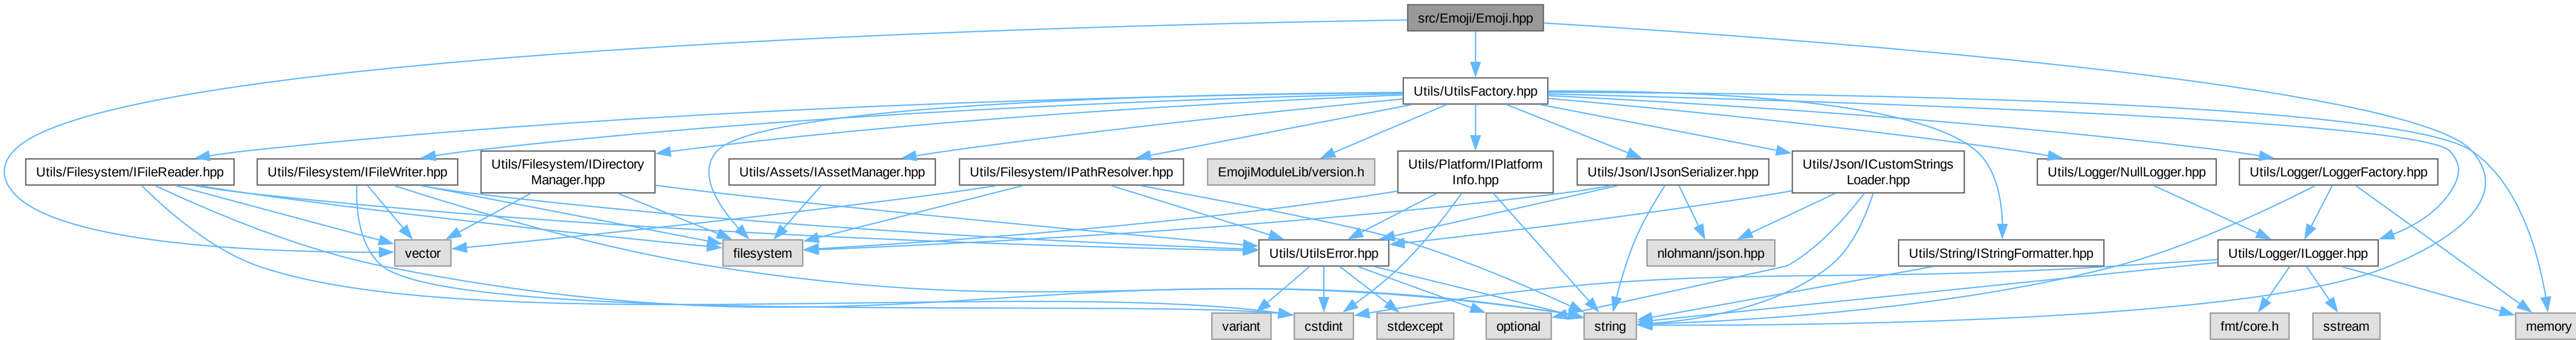 src/Emoji/Emoji.hpp
Utils/UtilsFactory.hpp
Utils/Filesystem/IFileReader.hpp
Utils/Filesystem/IFileWriter.hpp
Utils/Filesystem/IDirectory
Manager.hpp
Utils/Assets/IAssetManager.hpp
Utils/Filesystem/IPathResolver.hpp
EmojiModuleLib/version.h
Utils/Platform/IPlatform
Info.hpp
Utils/Json/IJsonSerializer.hpp
Utils/Json/ICustomStrings
Loader.hpp
Utils/Logger/NullLogger.hpp
Utils/Logger/LoggerFactory.hpp
vector
filesystem
Utils/UtilsError.hpp
nlohmann/json.hpp
Utils/String/IStringFormatter.hpp
Utils/Logger/ILogger.hpp
variant
cstdint
stdexcept
optional
string
fmt/core.h
sstream
memory